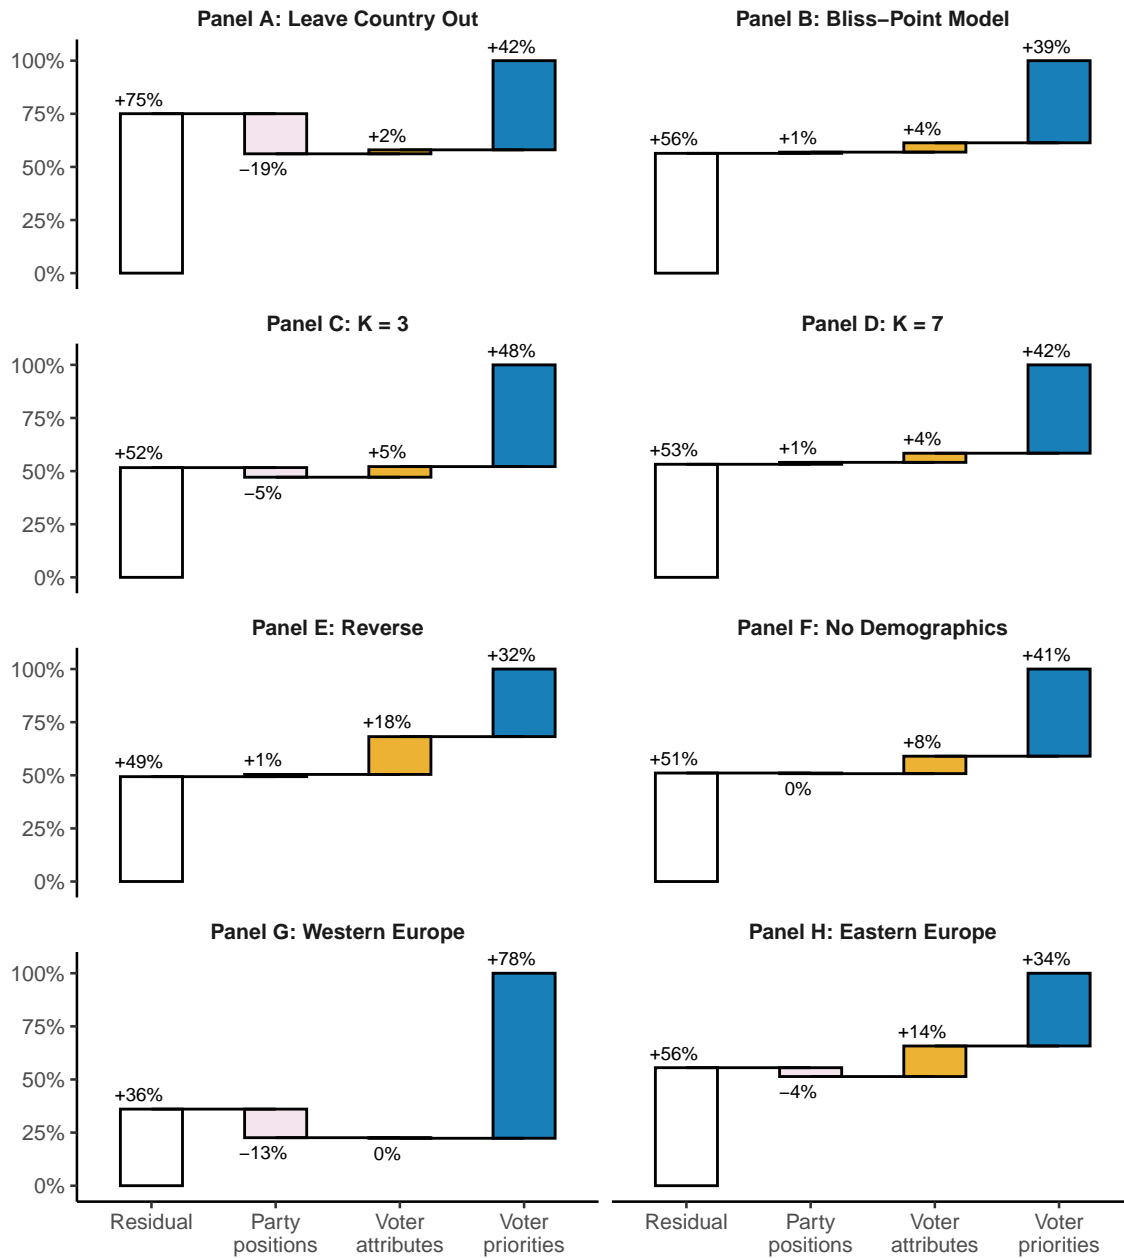 Panel A: Leave Country Out
100%
75%
50%
25%
0%
+75%
−19%
+2%
+42%
Panel B: Bliss−Point Model
+56%
+1%
+4%
+39%
Panel C: K = 3
100%
75%
50%
25%
0%
+52%
−5%
+5%
+48%
Panel D: K = 7
+53%
+1%
+4%
+42%
Panel E: Reverse
100%
75%
50%
25%
0%
+49%
+1%
+18%
+32%
Panel F: No Demographics
+51%
0%
+8%
+41%
Panel G: Western Europe
100%
75%
50%
25%
0%
+36%
−13%
0%
+78%
Residual
Party
positions
Voter
attributes
Voter
priorities
Panel H: Eastern Europe
+56%
−4%
+14%
+34%
Residual
Party
positions
Voter
attributes
Voter
priorities